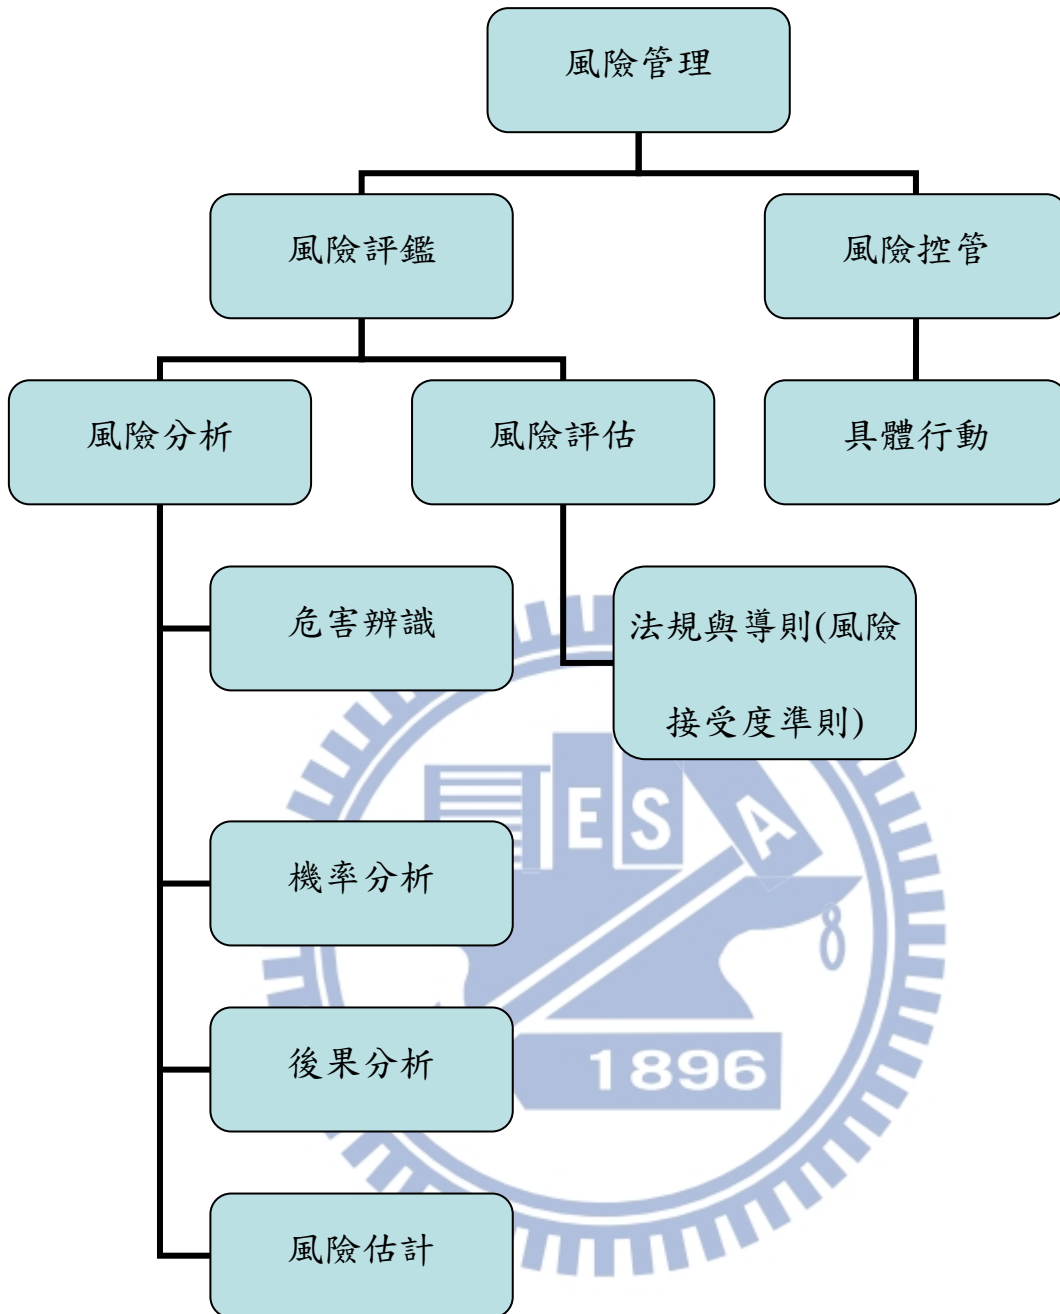 風險管理
風險評鑑
風險控管
風險分析
風險評估
具體行動
危害辨識
法規與導則(風險
接受度準則)
機率分析
後果分析
風險估計
ESA
1896